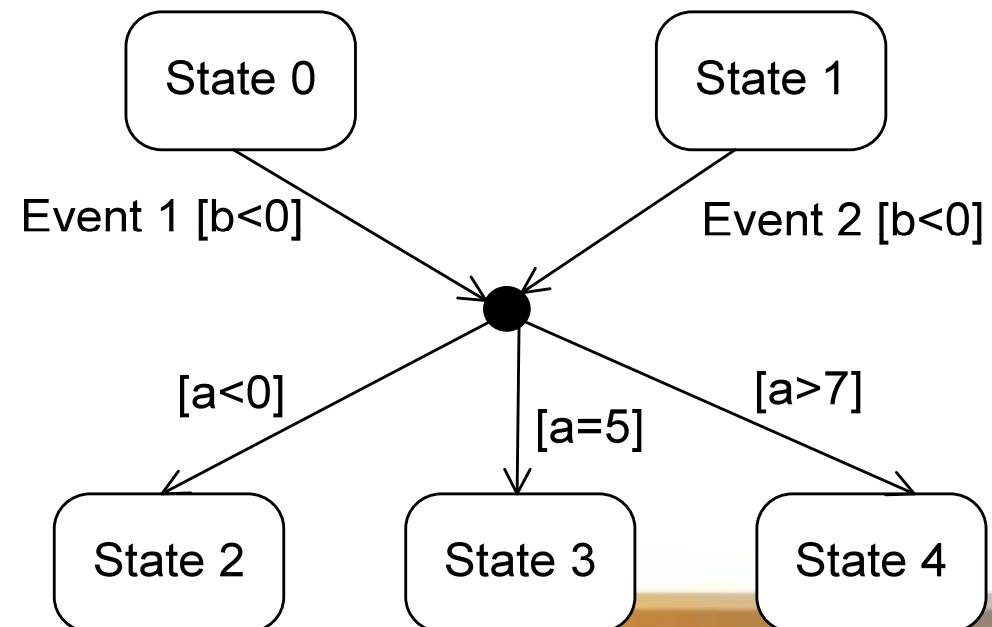 State 0
State 1
Event 1 [b<0]
Event 2 [b<0]
[a<0]
[a=5]
[a>7]
State 2
State 3
State 4